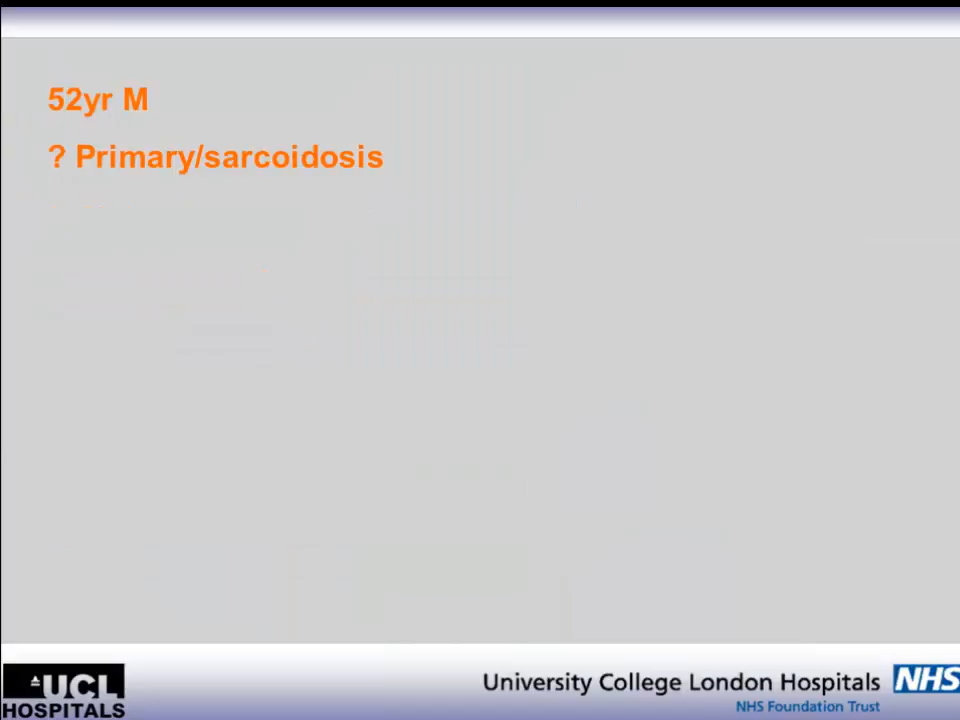 52yr M
? Primary/sarcoidosis
UCL
HOSPITALS
University College London Hospitals NHS
NHS Foundation Trust